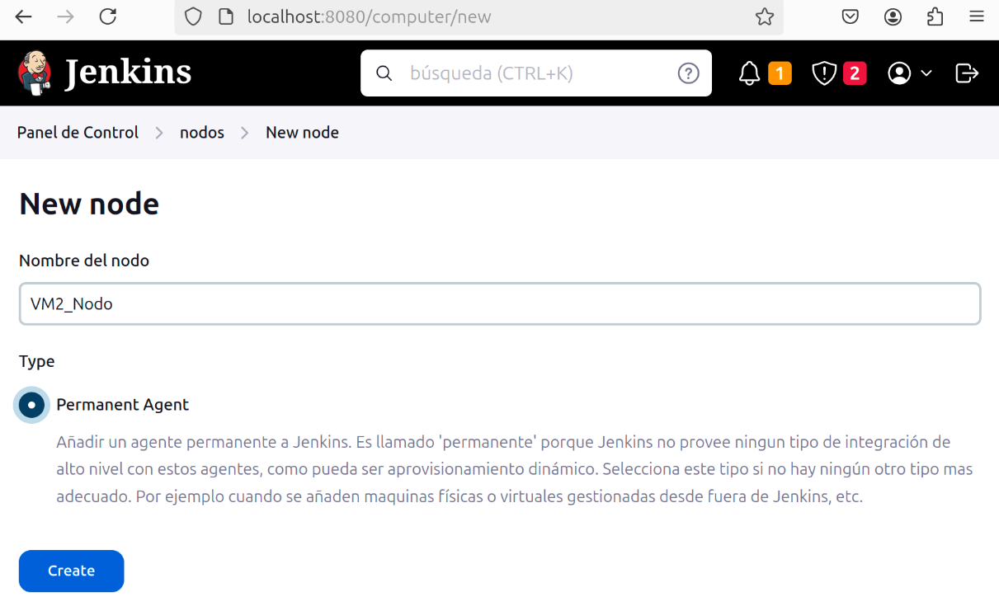 localhost:8080/computer/new
Jenkins
búsqueda (CTRL+K)
1
2
Panel de Control
nodos
New node
New node
Nombre del nodo
VM2_Nodo
Type
Permanent Agent
Añadir un agente permanente a Jenkins. Es llamado 'permanente' porque Jenkins no provee ningun tipo de integración de
alto nivel con estos agentes, como pueda ser aprovisionamiento dinámico. Selecciona este tipo si no hay ningún otro tipo mas
adecuado. Por ejemplo cuando se añaden maquinas físicas o virtuales gestionadas desde fuera de Jenkins, etc.
Create